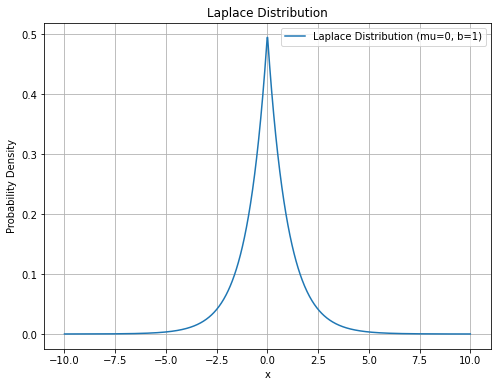 Laplace Distribution
Laplace Distribution (mu=0, b=1)
Probability Density
0.5
0.4
0.3
0.2
0.1
0.0
−10.0 −7.5 −5.0 −2.5 0.0 2.5 5.0 7.5 10.0
x